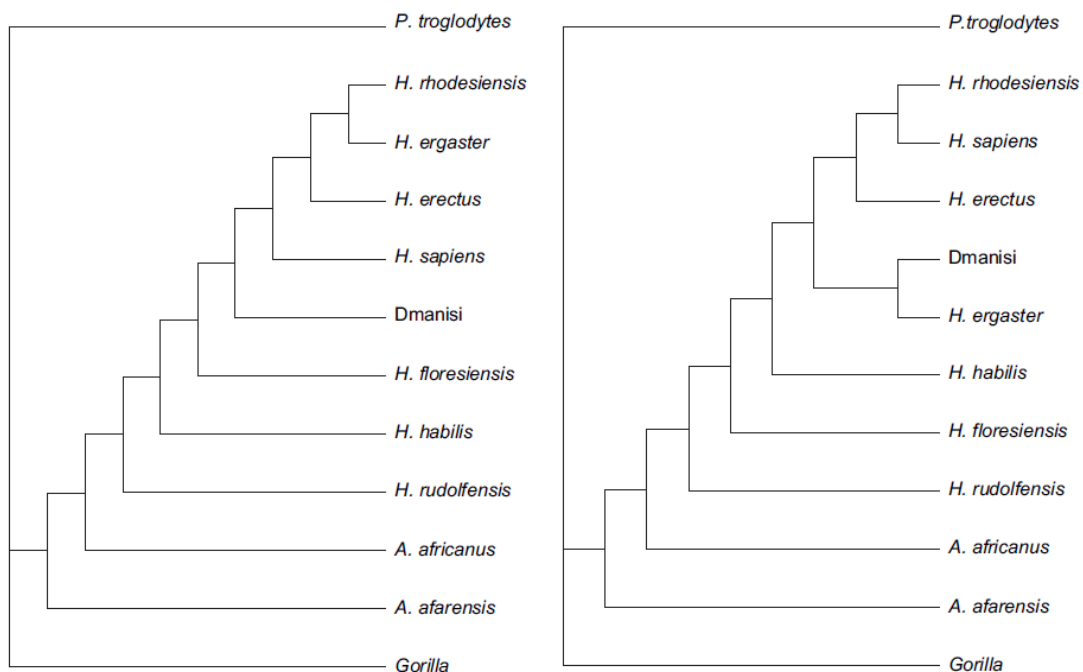 P. troglodytes
H. rhodesiensis
H. ergaster
H. erectus
H. sapiens
Dmanisi
H. floresiensis
H. habilis
H. rudolfensis
A. africanus
A. afarensis
Gorilla
P.troglodytes
H. rhodesiensis
H. sapiens
H. erectus
Dmanisi
H. ergaster
H. habilis
H. floresiensis
H. rudolfensis
A. africanus
A. afarensis
Gorilla